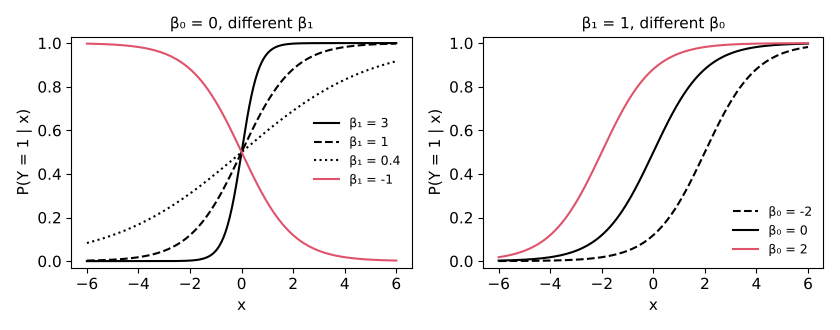 β₀ = 0, different β₁
P(Y = 1 | x)
1.0
0.8
0.6
0.4
0.2
0.0
β₁ = 3
β₁ = 1
β₁ = 0.4
β₁ = -1
−6 −4 −2 0 2 4 6
x
β₁ = 1, different β₀
P(Y = 1 | x)
1.0
0.8
0.6
0.4
0.2
0.0
β₀ = -2
β₀ = 0
β₀ = 2
−6 −4 −2 0 2 4 6
x